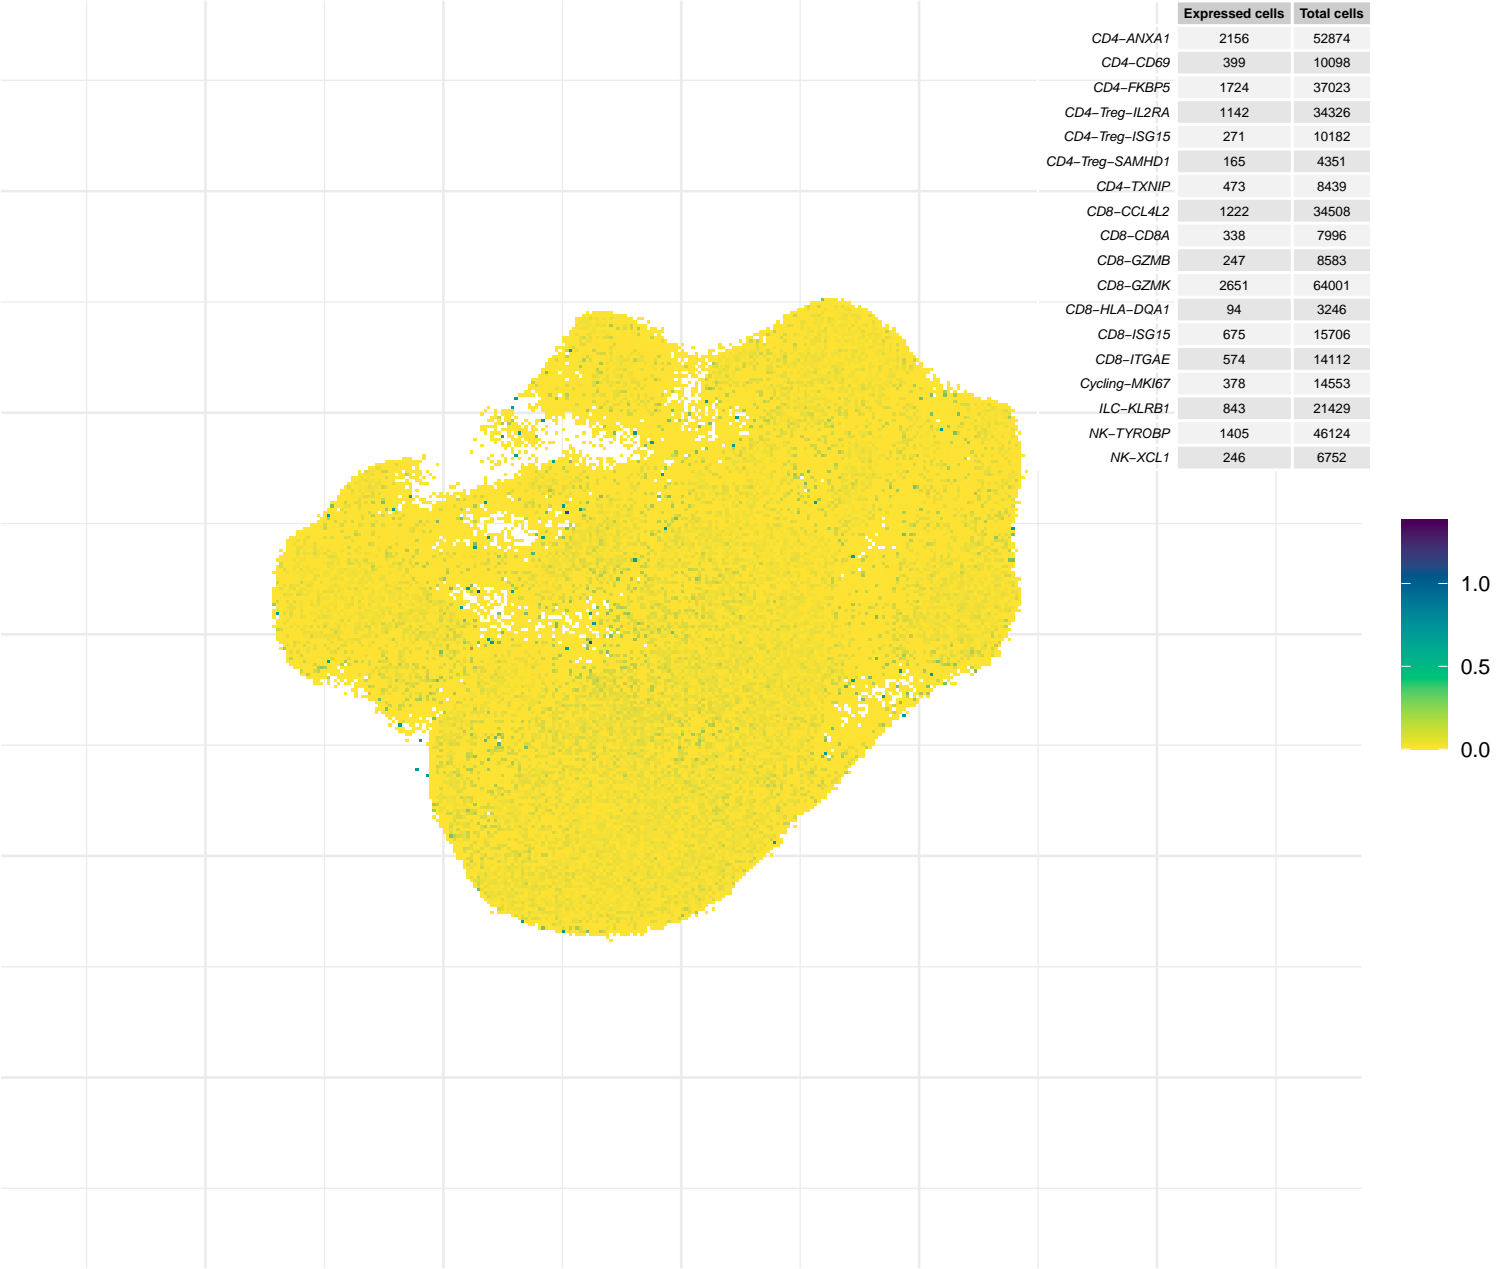 Expressed cells Total cells
CD4−ANXA1 2156 52874
CD4−CD69 399 10098
CD4−FKBP5 1724 37023
CD4−Treg−IL2RA 1142 34326
CD4−Treg−ISG15 271 10182
CD4−Treg−SAMHD1 165 4351
CD4−TXNIP 473 8439
CD8−CCL4L2 1222 34508
CD8−CD8A 338 7996
CD8−GZMB 247 8583
CD8−GZMK 2651 64001
CD8−HLA−DQA1 94 3246
CD8−ISG15 675 15706
CD8−ITGAE 574 14112
Cycling−MKI67 378 14553
ILC−KLRB1 843 21429
NK−TYROBP 1405 46124
NK−XCL1 246 6752
1.0
0.5
0.0